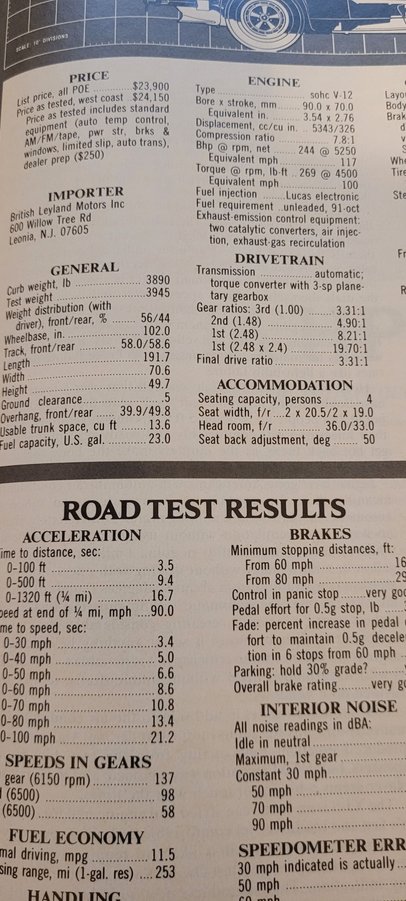 SCALE: 10" DIVISIONS
PRICE
List price, all POE $23,900
Price as tested, west coast $24,150
Price as tested includes standard
equipment (auto temp control,
AM/FM/tape, pwr str, brks &
windows, limited slip, auto trans),
dealer prep ($250)
IMPORTER
British Leyland Motors Inc
600 Willow Tree Rd
Leonia, N.J. 07605
GENERAL
Curb weight, lb 3890
Test weight 3945
Weight distribution (with
driver), front/rear, % 56/44
Wheelbase, in. 102.0
Track, front/rear 58.0/58.6
Length 191.7
Width 70.6
Height 49.7
Ground clearance .5
Overhang, front/rear 39.9/49.8
Usable trunk space, cu ft 13.6
Fuel capacity, U.S. gal. 23.0
ENGINE
Type sohc V-12
Bore x stroke, mm 90.0 x 70.0
Equivalent in. 3.54 x 2.76
Displacement, cc/cu in. 5343/326
Compression ratio 7.8:1
Bhp @ rpm, net 244 @ 5250
Equivalent mph 117
Torque @ rpm, lb-ft 269 @ 4500
Equivalent mph 100
Fuel injection Lucas electronic
Fuel requirement unleaded, 91-oct
Exhaust-emission control equipment:
two catalytic converters, air injec-
tion, exhaust-gas recirculation
DRIVETRAIN
Transmission automatic;
torque converter with 3-sp plane-
tary gearbox
Gear ratios: 3rd (1.00) 3.31:1
2nd (1.48) 4.90:1
1st (2.48) 8.21:1
1st (2.48 x 2.4) 19.70:1
Final drive ratio 3.31:1
ACCOMMODATION
Seating capacity, persons 4
Seat width, f/r 2 x 20.5/2 x 19.0
Head room, f/r 36.0/33.0
Seat back adjustment, deg 50
ROAD TEST RESULTS
ACCELERATION
ime to distance, sec:
0-100 ft 3.5
0-500 ft 9.4
0-1320 ft (¼ mi) 16.7
peed at end of ¼ mi, mph 90.0
me to speed, sec:
0-30 mph 3.4
0-40 mph 5.0
0-50 mph 6.6
0-60 mph 8.6
0-70 mph 10.8
0-80 mph 13.4
0-100 mph 21.2
SPEEDS IN GEARS
gear (6150 rpm) 137
(6500) 98
(6500) 58
FUEL ECONOMY
mal driving, mpg 11.5
sing range, mi (1-gal. res) 253
HANDLING
BRAKES
Minimum stopping distances, ft:
From 60 mph 16
From 80 mph 29
Control in panic stop very goo
Pedal effort for 0.5g stop, lb
Fade: percent increase in pedal
fort to maintain 0.5g decele
tion in 6 stops from 60 mph
Parking: hold 30% grade?
Overall brake rating very g
INTERIOR NOISE
All noise readings in dBA:
Idle in neutral
Maximum, 1st gear
Constant 30 mph
50 mph
70 mph
90 mph
SPEEDOMETER ERR
30 mph indicated is actually
50 mph